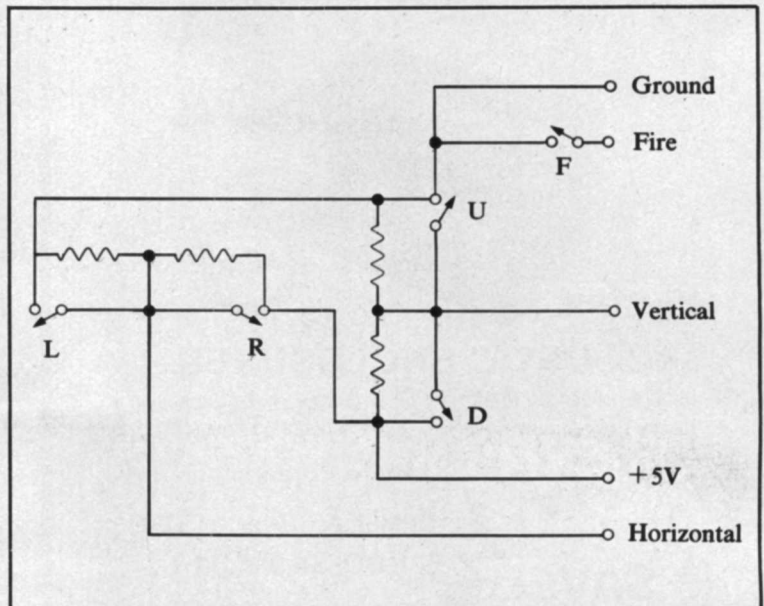 Ground
Fire
F
U
Vertical
L
R
D
+5V
Horizontal